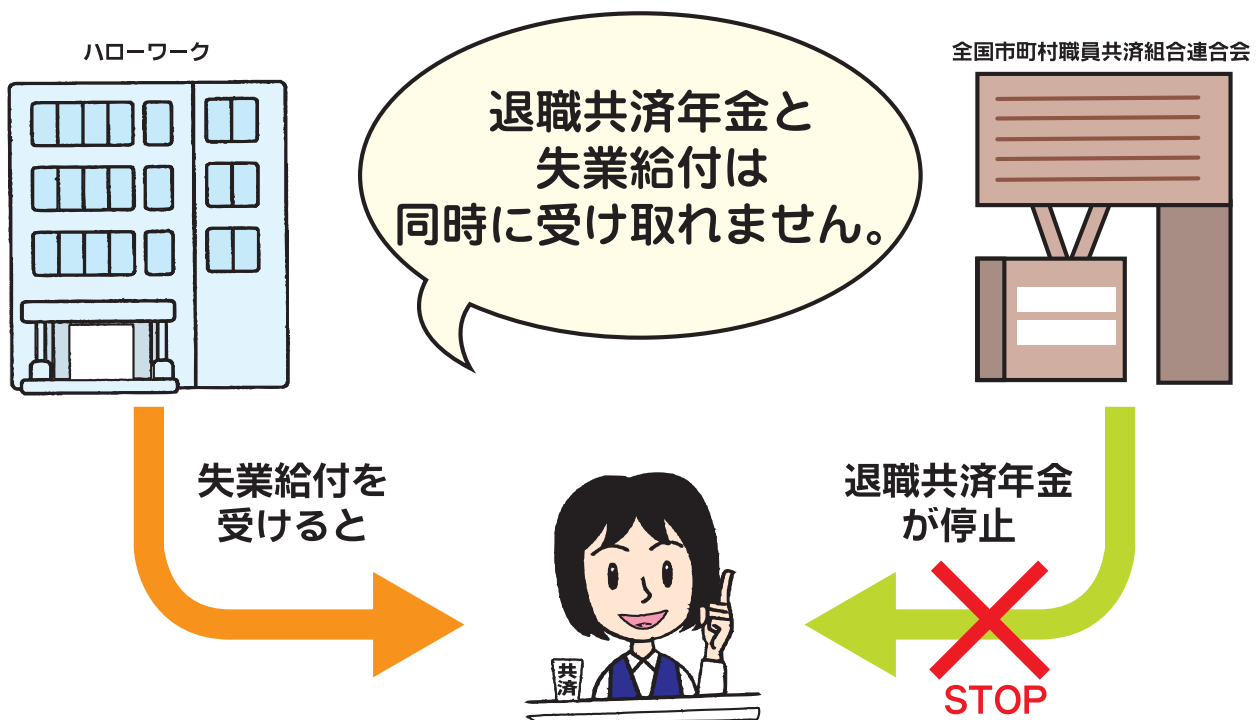 ハローワーク
全国市町村職員共済組合連合会
退職共済年金と
失業給付は
同時に受け取れません。
失業給付を
受けると
退職共済年金
が停止
STOP
共
済